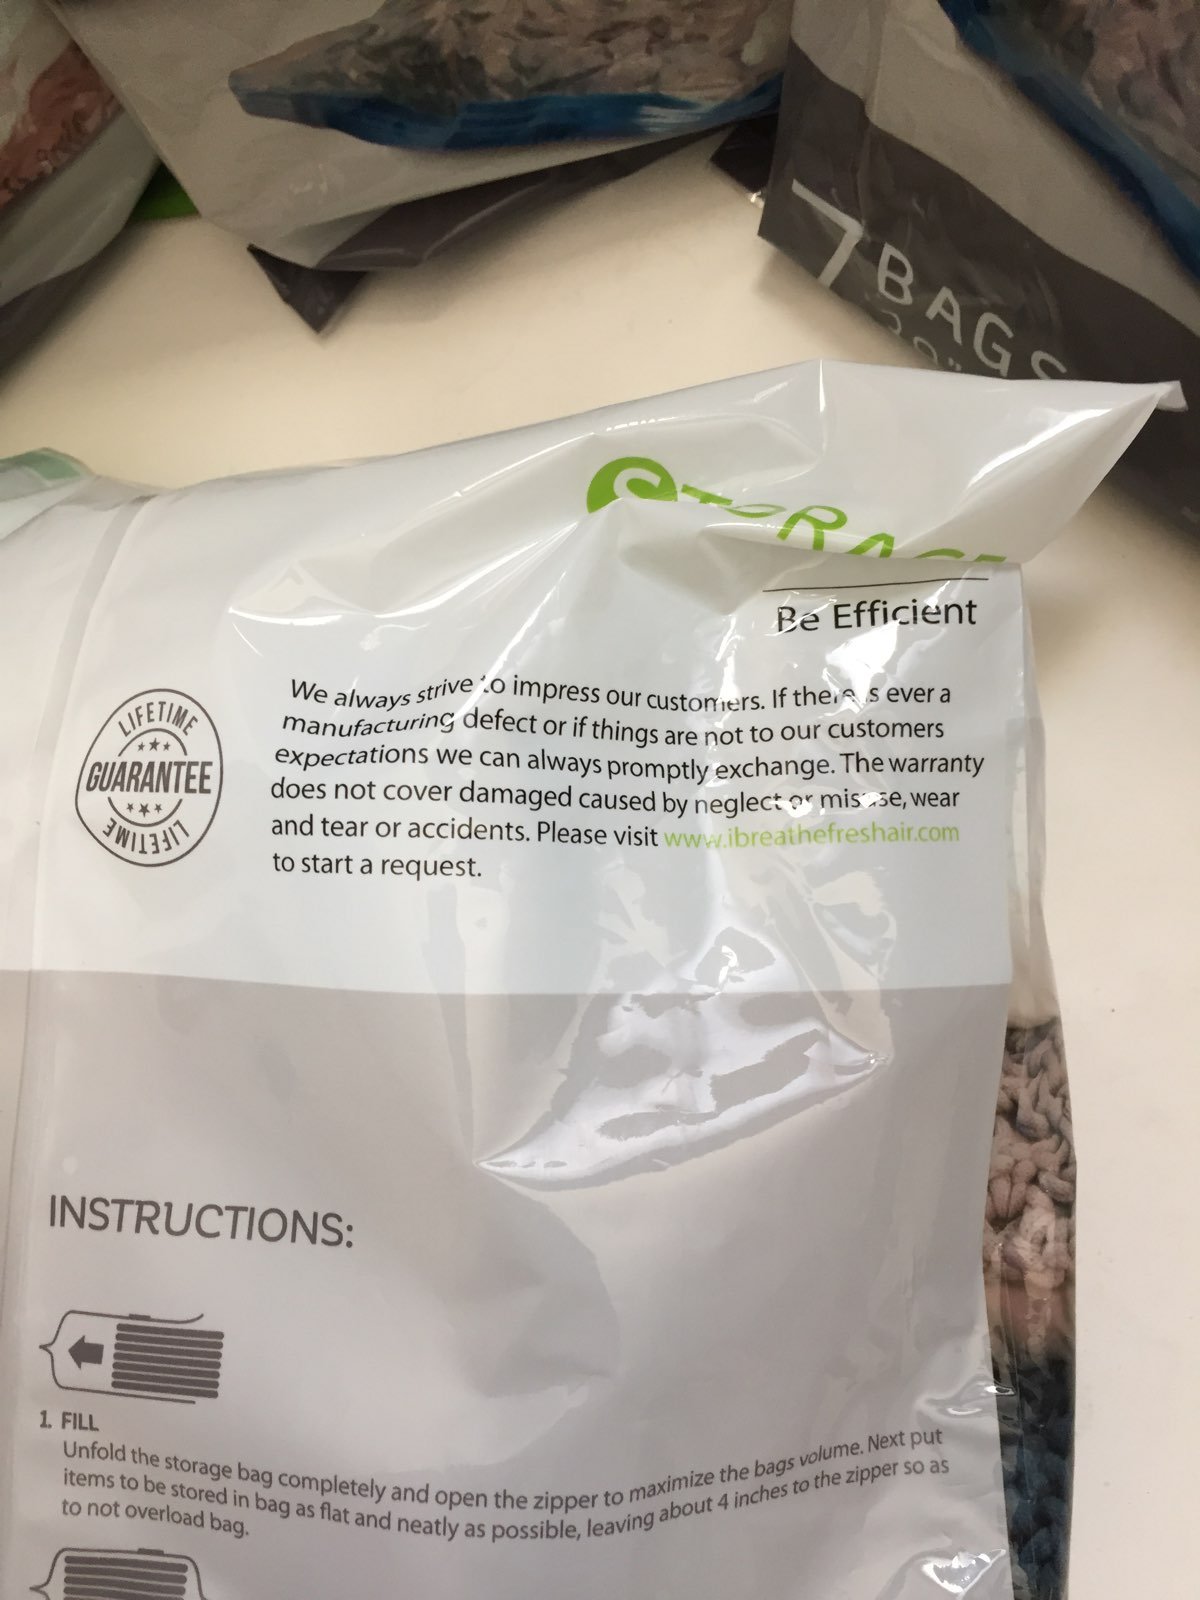 7 BAGS
Be Efficient
We always strive to impress our customers. If there is ever a
manufacturing defect or if things are not to our customers
expectations we can always promptly exchange. The warranty
does not cover damaged caused by neglect or misuse, wear
and tear or accidents. Please visit www.ibreathefreshair.com
to start a request.
LIFETIME
GUARANTEE
LIFETIME
INSTRUCTIONS:
1. FILL
Unfold the storage bag completely and open the zipper to maximize the bags volume. Next put
items to be stored in bag as flat and neatly as possible, leaving about 4 inches to the zipper so as
to not overload bag.